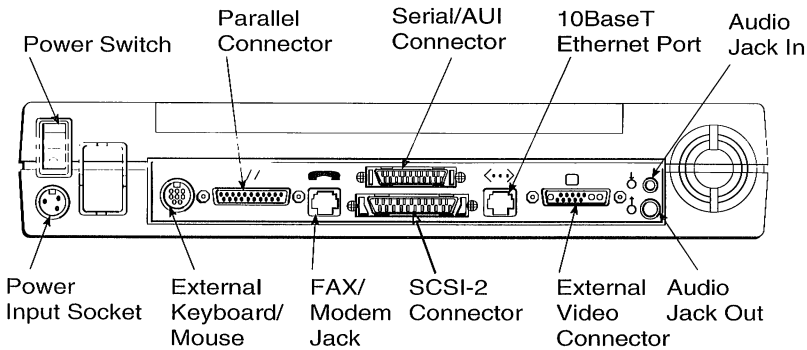 Power Switch
Parallel
Connector
Serial/AUI
Connector
10BaseT
Ethernet Port
Audio
Jack In
Power
Input Socket
External
Keyboard/
Mouse
FAX/
Modem
Jack
SCSI-2
Connector
External
Video
Connector
Audio
Jack Out